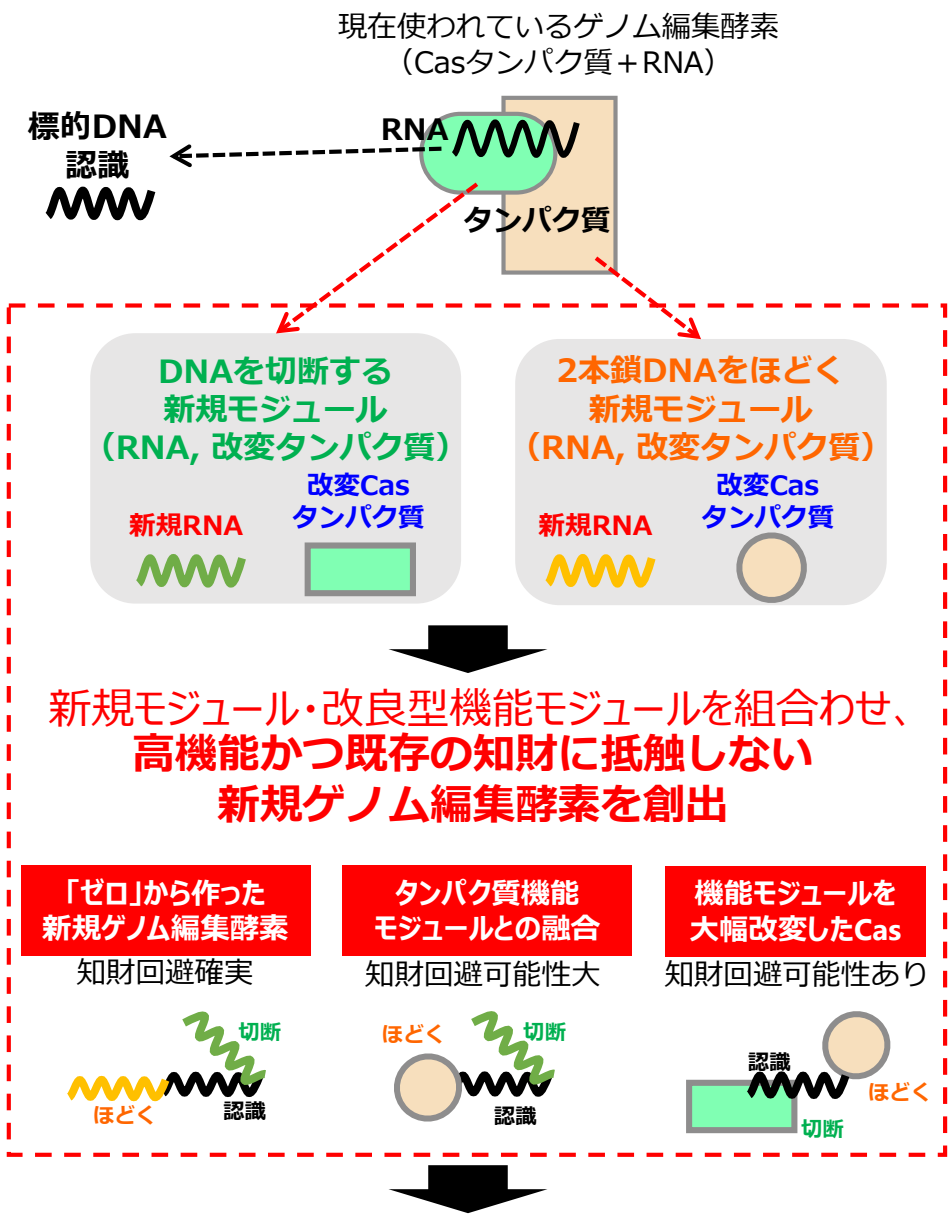 現在使われているゲノム編集酵素
（Casタンパク質＋RNA）
標的DNA
認識
RNA
タンパク質
DNAを切断する
新規モジュール
（RNA, 改変タンパク質）
新規RNA
改変Cas
タンパク質
2本鎖DNAをほどく
新規モジュール
（RNA, 改変タンパク質）
新規RNA
改変Cas
タンパク質
新規モジュール・改良型機能モジュールを組合わせ、
高機能かつ既存の知財に抵触しない
新規ゲノム編集酵素を創出
「ゼロ」から作った
新規ゲノム編集酵素
知財回避確実
切断
ほどく
認識
タンパク質機能
モジュールとの融合
知財回避可能性大
ほどく
切断
認識
機能モジュールを
大幅改変したCas
知財回避可能性あり
認識
ほどく
切断